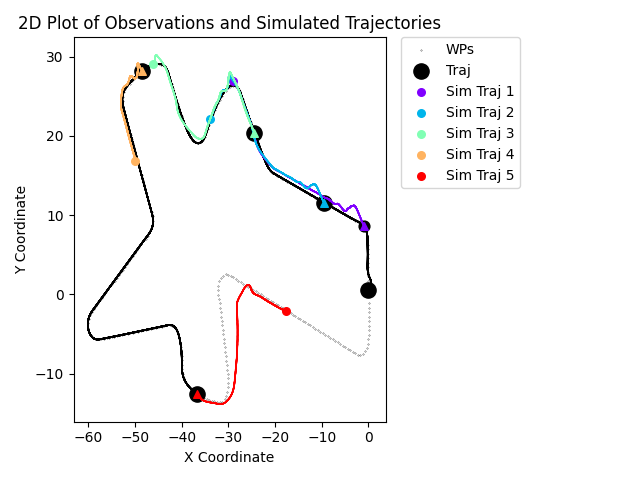 2D Plot of Observations and Simulated Trajectories
WPs
Traj
Sim Traj 1
Sim Traj 2
Sim Traj 3
Sim Traj 4
Sim Traj 5
Y Coordinate
30
20
10
0
−10
−60 −50 −40 −30 −20 −10 0
X Coordinate